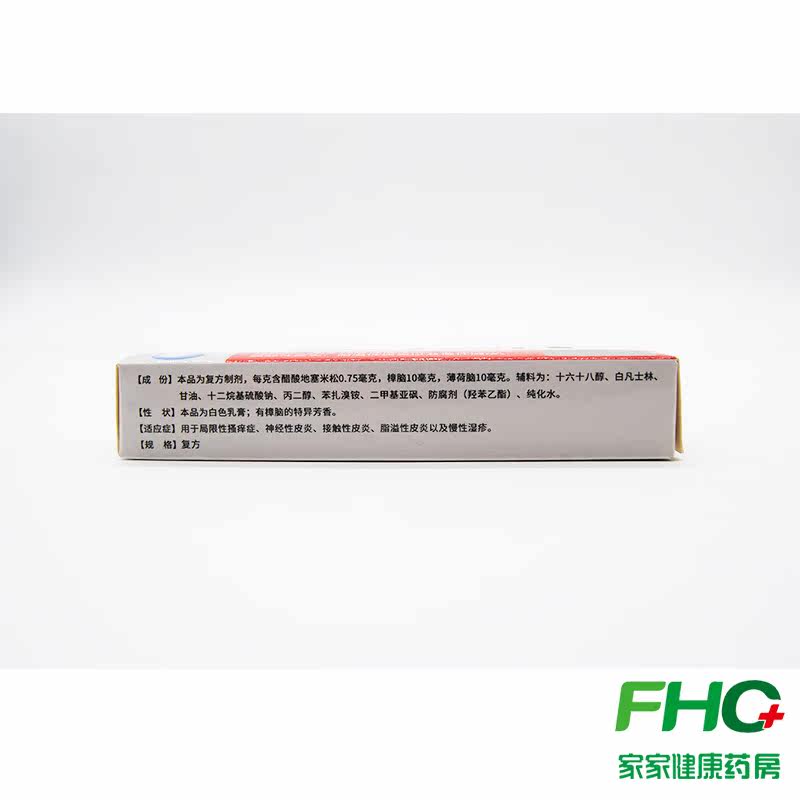 【成 份】本品为复方制剂，每克含醋酸地塞米松0.75毫克，樟脑10毫克，薄荷脑10毫克。辅料为：十六十八醇、白凡士林、
甘油、十二烷基硫酸钠、丙二醇、苯扎溴铵、二甲基亚砜、防腐剂（羟苯乙酯）、纯化水。
【性 状】本品为白色乳膏；有樟脑的特异芳香。
【适应症】用于局限性搔痒症、神经性皮炎、接触性皮炎、脂溢性皮炎以及慢性湿疹。
【规 格】复方
FHC
家家健康药房